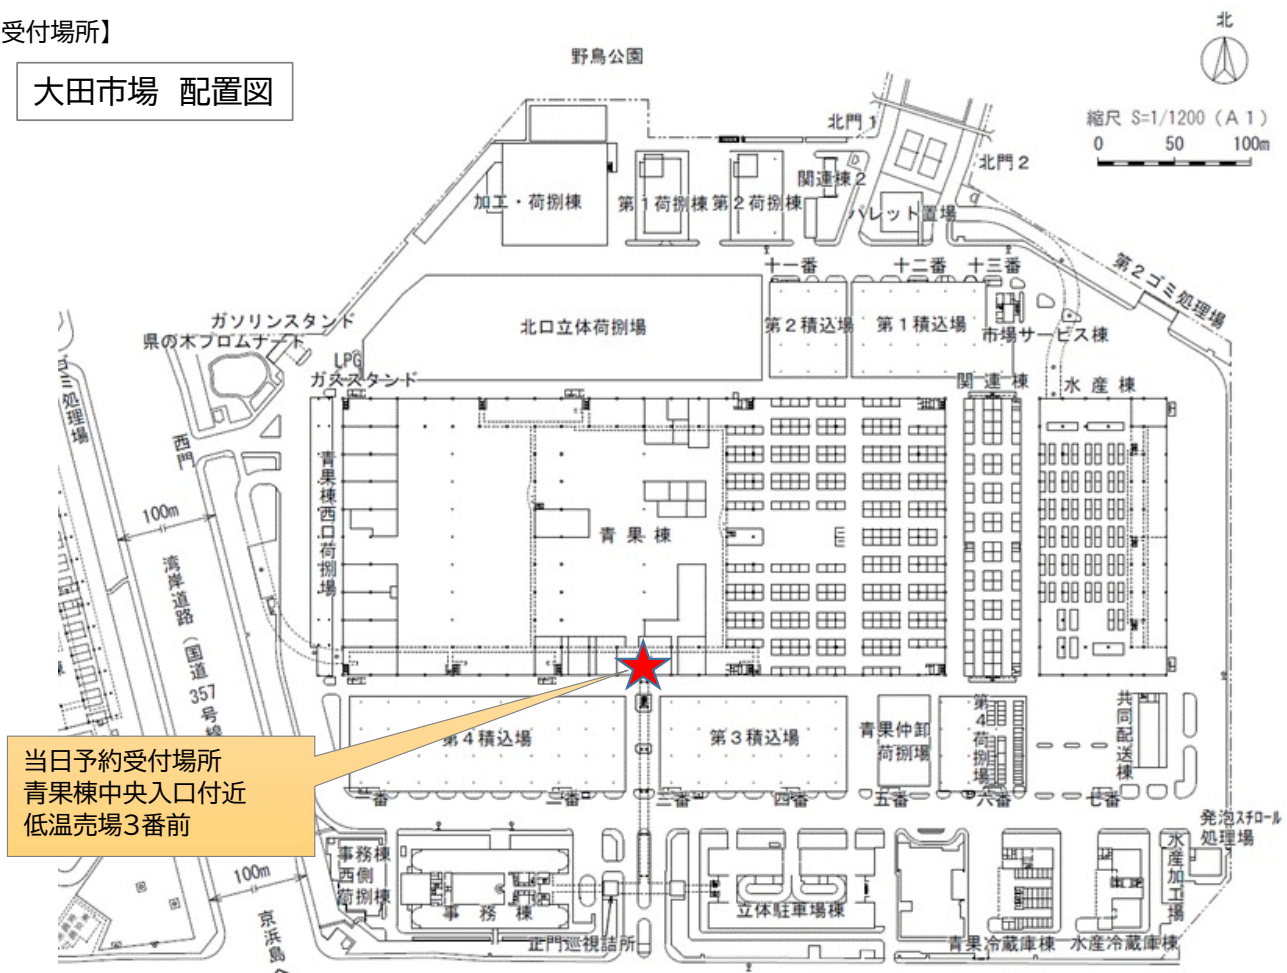 受付場所】
大田市場 配置図
北
縮尺 S=1/1200 (A1)
0 50 100m
野鳥公園
北門1
北門2
関連棟2
加工・荷捌棟
第1荷捌棟
第2荷捌棟
パレット置場
十一番
十二番
十三番
第2ゴミ処理場
北口立体荷捌場
第2積込場
第1積込場
市場サービス棟
ガソリンスタンド
県の木プロムナード
LPG
ガススタンド
関連棟
水産棟
ゴミ処理場
西門
青果棟西口荷捌場
青果棟
100m
湾岸道路(国道357号線
第4積込場
第3積込場
青果仲卸
荷捌場
第4荷捌場
共同配送棟
当日予約受付場所
青果棟中央入口付近
低温売場3番前
一番
二番
三番
四番
五番
六番
七番
発泡スチロール
処理場
事務棟
西側
荷捌棟
事務棟
立体駐車場棟
水産加工場
100m
京浜島
正門巡視詰所
青果冷蔵庫棟
水産冷蔵庫棟